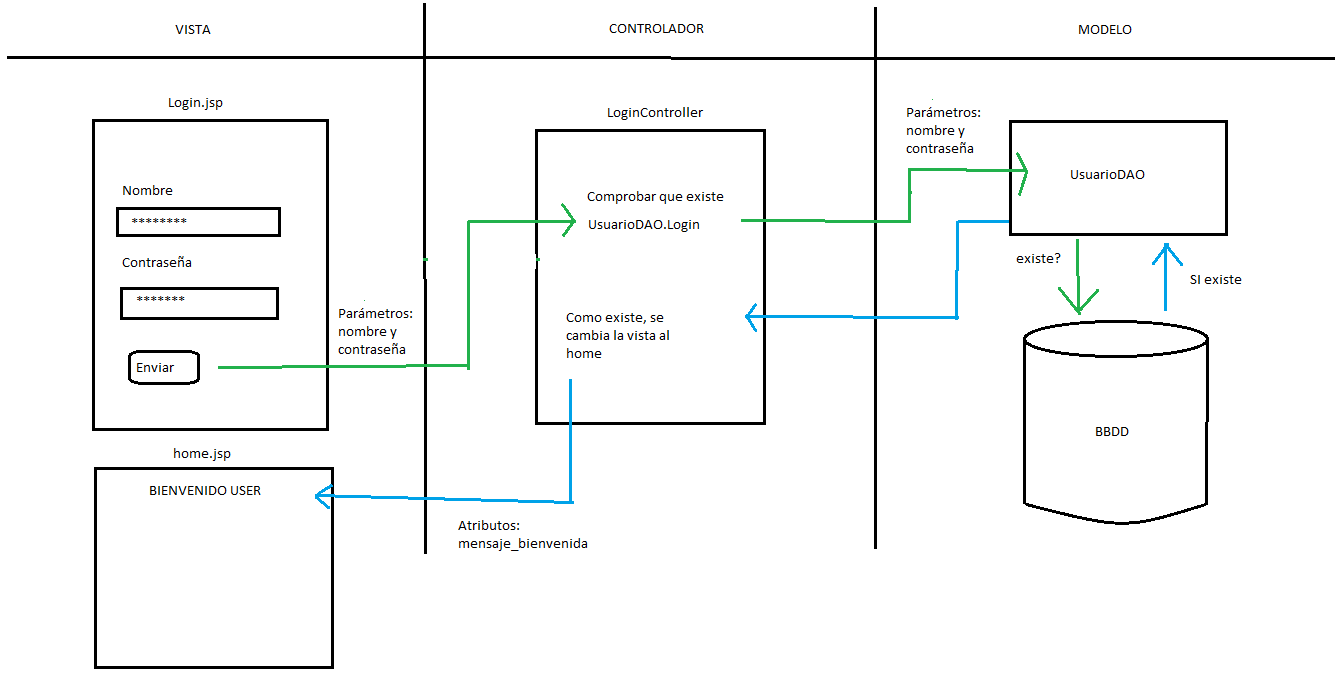 VISTA
CONTROLADOR
MODELO
Login.jsp
Nombre
********
Contraseña
*******
Enviar
Parámetros:
nombre y
contraseña
LoginController
Comprobar que existe
UsuarioDAO.Login
Como existe, se
cambia la vista al
home
Parámetros:
nombre y
contraseña
UsuarioDAO
existe?
SI existe
BBDD
home.jsp
BIENVENIDO USER
Atributos:
mensaje_bienvenida